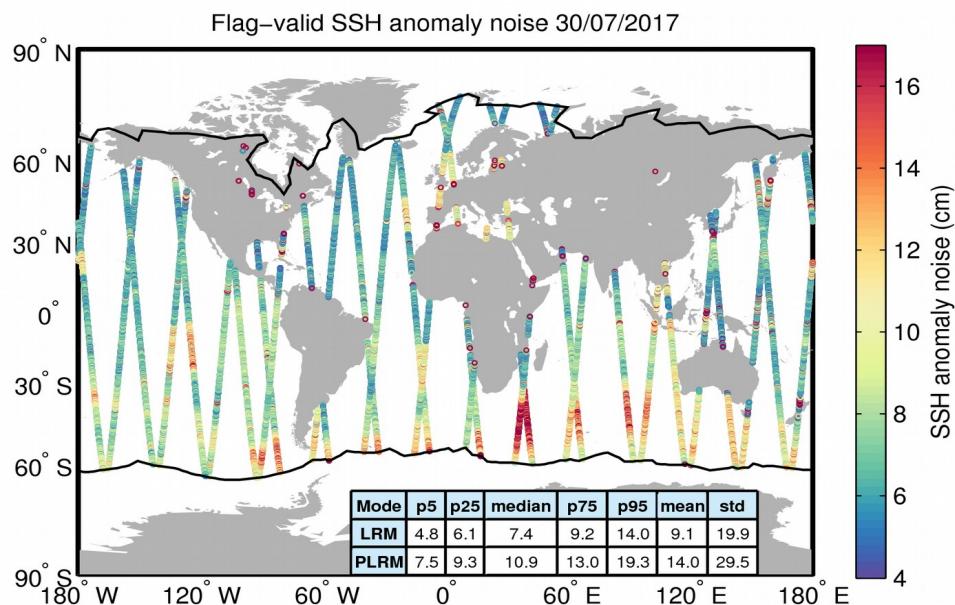 Flag−valid SSH anomaly noise 30/07/2017
90° N
60° N
30° N
0°
30° S
60° S
90° S
180° W
120° W
60° W
0°
60° E
120° E
180° E
16
14
12
10
8
6
4
SSH anomaly noise (cm)
Mode p5 p25 median p75 p95 mean std
LRM 4.8 6.1 7.4 9.2 14.0 9.1 19.9
PLRM 7.5 9.3 10.9 13.0 19.3 14.0 29.5